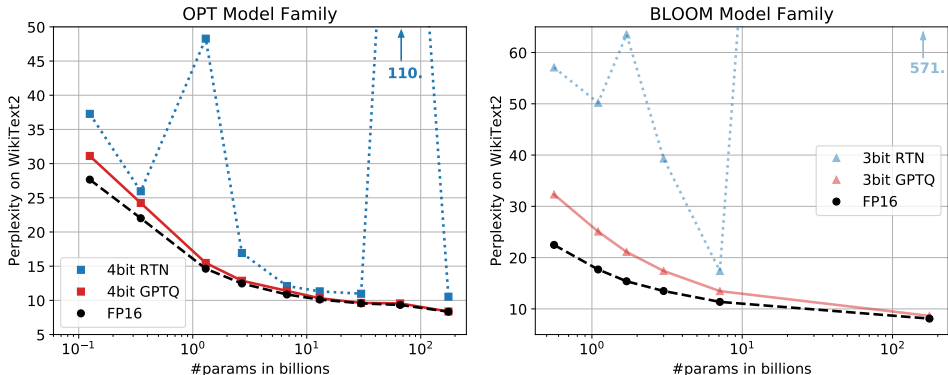 OPT Model Family
Perplexity on WikiText2
50
45
40
35
30
25
20
15
10
5
110.
4bit RTN
4bit GPTQ
FP16
10⁻¹
10⁰
10¹
10²
#params in billions
BLOOM Model Family
Perplexity on WikiText2
60
50
40
30
20
10
571.
3bit RTN
3bit GPTQ
FP16
10⁰
10¹
10²
#params in billions